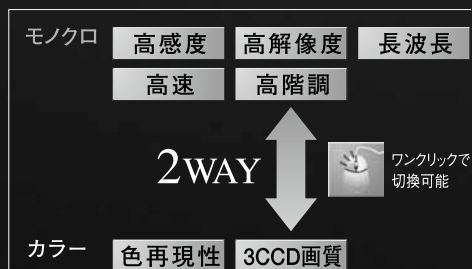 モノクロ 高感度 高解像度 長波長
高速 高階調
2WAY
ワンクリックで
切換可能
カラー 色再現性 3CCD画質